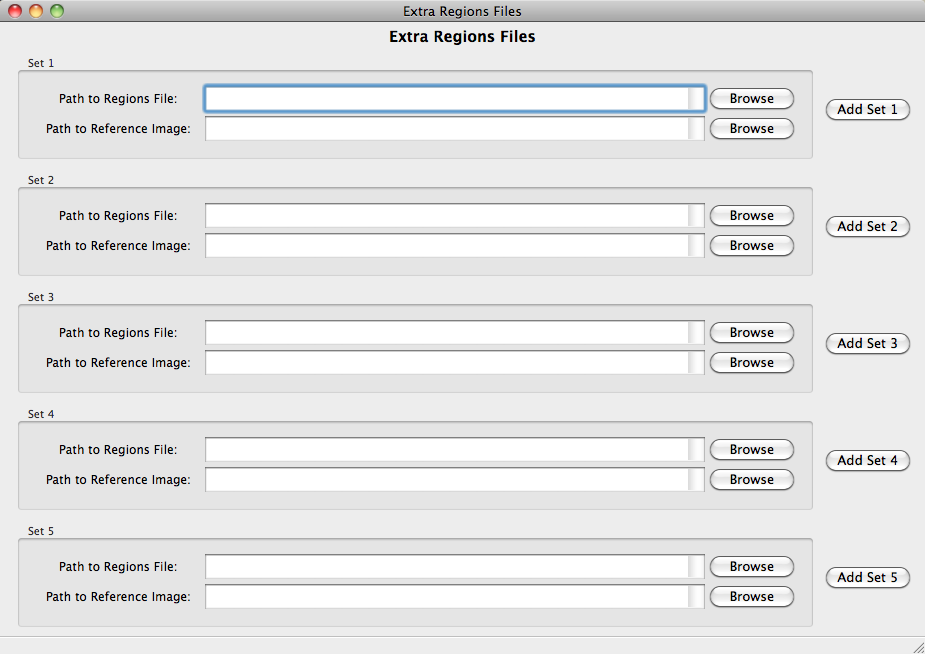 Extra Regions Files
Extra Regions Files
Set 1
Path to Regions File: Browse
Path to Reference Image: Browse
Add Set 1
Set 2
Path to Regions File: Browse
Path to Reference Image: Browse
Add Set 2
Set 3
Path to Regions File: Browse
Path to Reference Image: Browse
Add Set 3
Set 4
Path to Regions File: Browse
Path to Reference Image: Browse
Add Set 4
Set 5
Path to Regions File: Browse
Path to Reference Image: Browse
Add Set 5